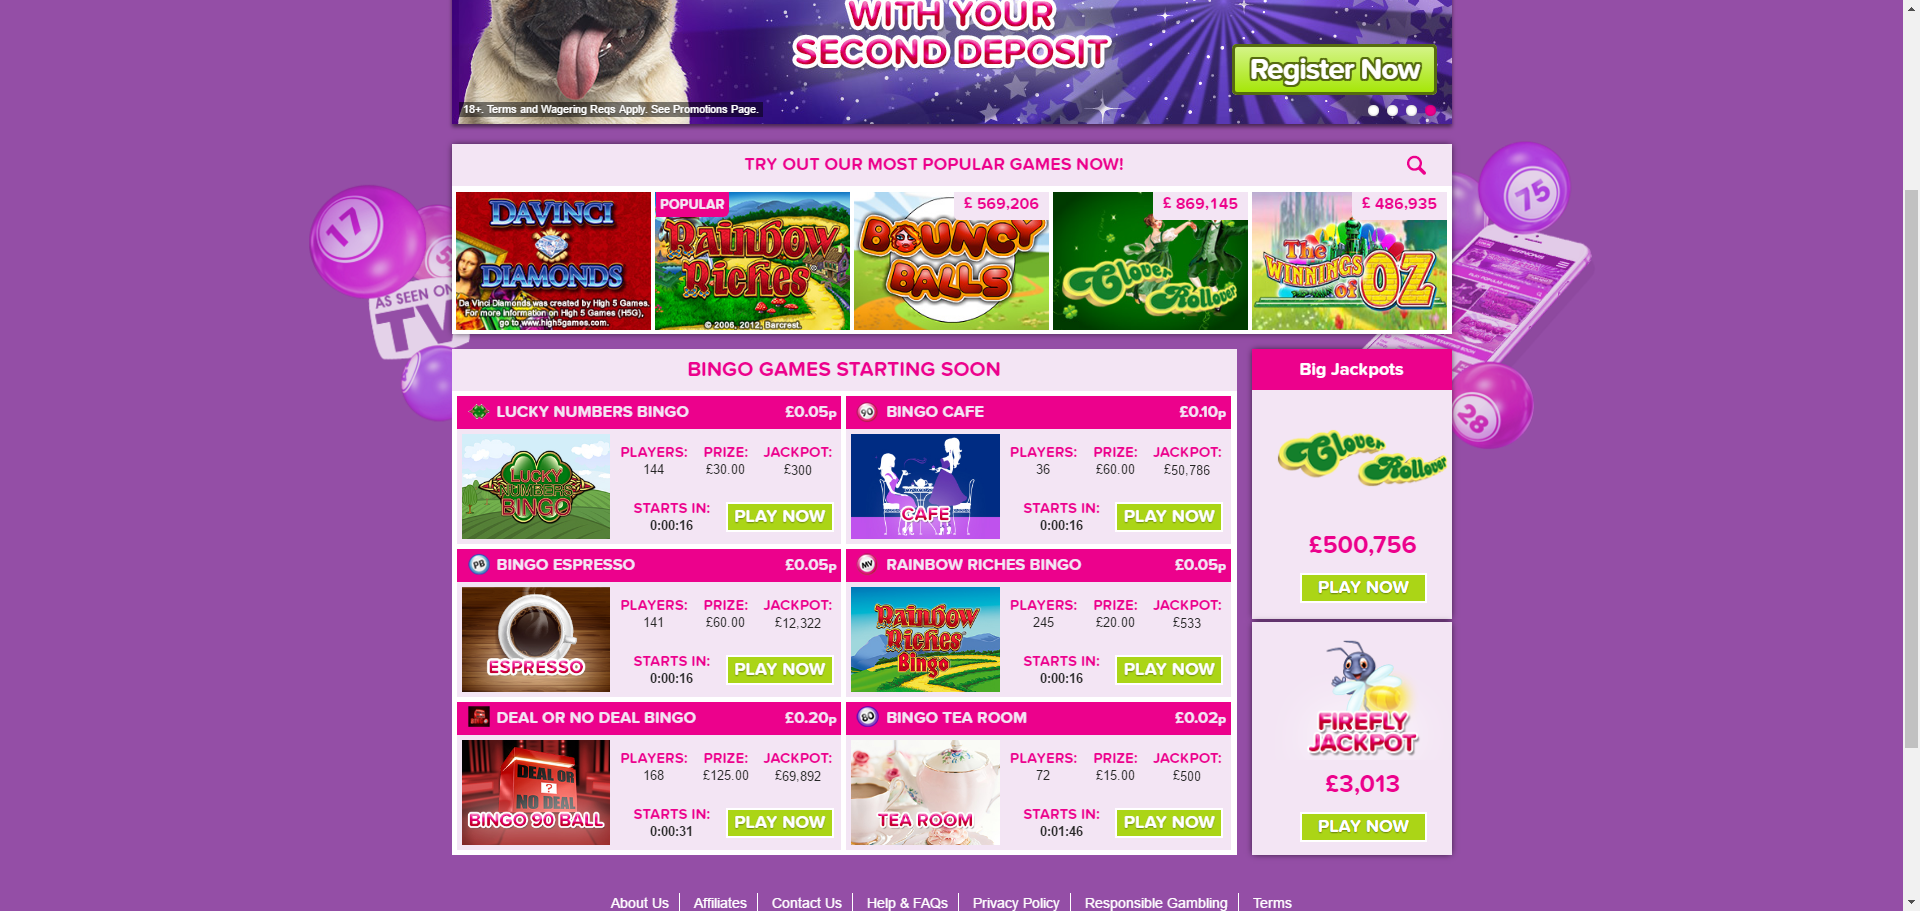 WITH YOUR
SECOND DEPOSIT
Register Now
18+. Terms and Wagering Reqs Apply. See Promotions Page.
TRY OUT OUR MOST POPULAR GAMES NOW!
17
75
AS SEEN ON
TV
28
DAVINCI
DIAMONDS
Da Vinci Diamonds was created by High 5 Games.
For more information on High 5 Games (H5G),
go to www.high5games.com.
POPULAR
Rainbow
Riches
© 2006, 2012, Barcrest.
£ 569,206
BOUNCY
BALLS
£ 869,145
Clover
Rollover
£ 486,935
The
WINNINGS
of OZ
BINGO GAMES STARTING SOON
LUCKY NUMBERS BINGO £0.05p
LUCKY
NUMBERS
BINGO
PLAYERS: PRIZE: JACKPOT:
144 £30.00 £300
STARTS IN:
0:00:16
PLAY NOW
90 BINGO CAFE £0.10p
CAFE
PLAYERS: PRIZE: JACKPOT:
36 £60.00 £50,786
STARTS IN:
0:00:16
PLAY NOW
PB BINGO ESPRESSO £0.05p
ESPRESSO
PLAYERS: PRIZE: JACKPOT:
141 £60.00 £12,322
STARTS IN:
0:00:16
PLAY NOW
MV RAINBOW RICHES BINGO £0.05p
Rainbow
Riches
Bingo
PLAYERS: PRIZE: JACKPOT:
245 £20.00 £533
STARTS IN:
0:00:16
PLAY NOW
DEAL OR NO DEAL BINGO £0.20p
DEAL OR
?
NO DEAL
BINGO 90 BALL
PLAYERS: PRIZE: JACKPOT:
168 £125.00 £69,892
STARTS IN:
0:00:31
PLAY NOW
80 BINGO TEA ROOM £0.02p
TEA ROOM
PLAYERS: PRIZE: JACKPOT:
72 £15.00 £500
STARTS IN:
0:01:46
PLAY NOW
Big Jackpots
Clover
Rollover
£500,756
PLAY NOW
FIREFLY
JACKPOT
£3,013
PLAY NOW
About Us Affiliates Contact Us Help & FAQs Privacy Policy Responsible Gambling Terms